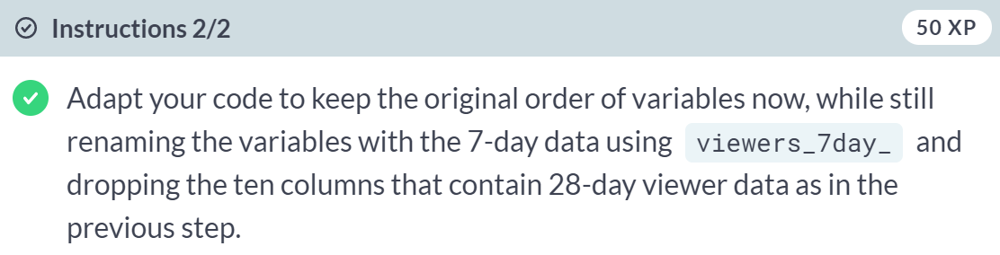 Instructions 2/2
50 XP
Adapt your code to keep the original order of variables now, while still
renaming the variables with the 7-day data using viewers_7day_ and
dropping the ten columns that contain 28-day viewer data as in the
previous step.